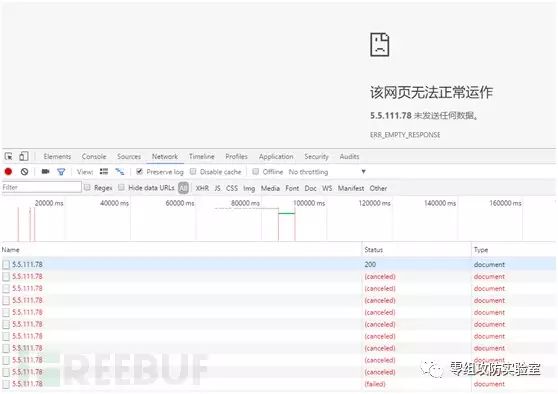 该网页无法正常运作
5.5.111.78 未发送任何数据。
ERR_EMPTY_RESPONSE
Elements Console Sources Network Timeline Profiles Application Security Audits
View: Preserve log Disable cache Offline No throttling
Filter Regex Hide data URLs All XHR JS CSS Img Media Font Doc WS Manifest Other
20000 ms 40000 ms 60000 ms 80000 ms 100000 ms 120000 ms 140000 ms 160000 ms
Name Status Type
5.5.111.78 200 document
5.5.111.78 (canceled) document
5.5.111.78 (canceled) document
5.5.111.78 (canceled) document
5.5.111.78 (canceled) document
5.5.111.78 (canceled) document
5.5.111.78 (canceled) document
5.5.111.78 (canceled) document
5.5.111.78 (canceled) document
5.5.111.78 (canceled) document
5.5.111.78 (failed) document
REEBUF
零组攻防实验室